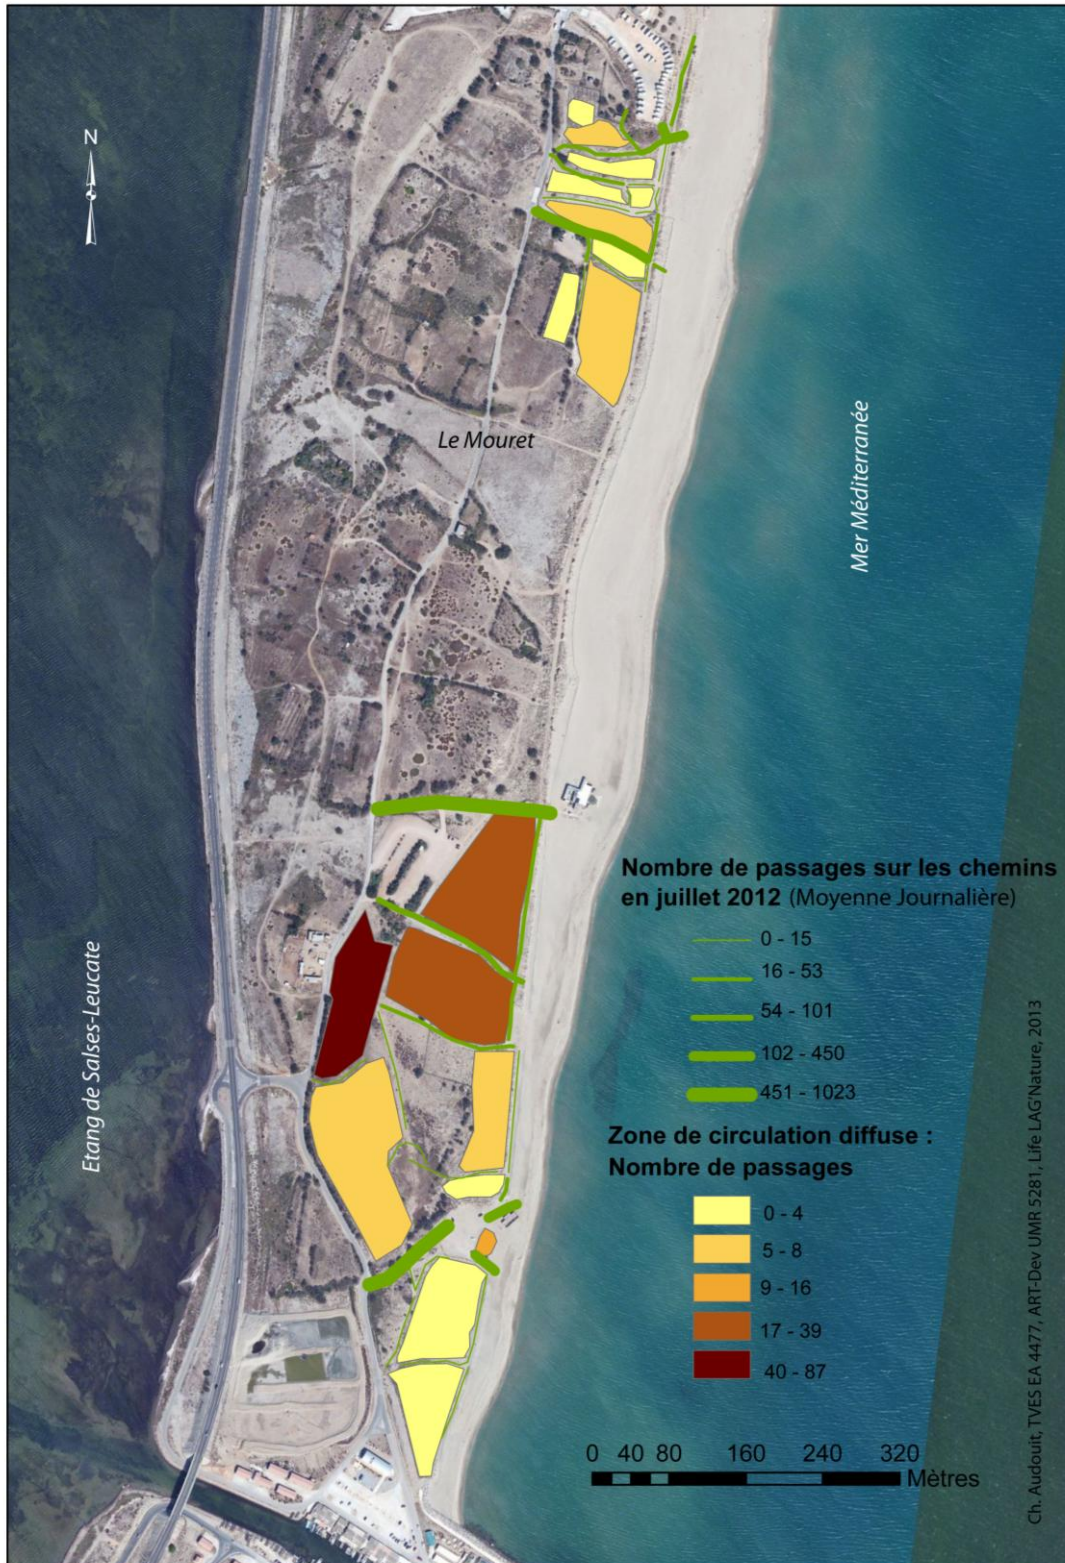 N
Le Mouret
Mer Méditerranée
Etang de Salses-Leucate
Nombre de passages sur les chemins
en juillet 2012 (Moyenne Journalière)
0 - 15
16 - 53
54 - 101
102 - 450
451 - 1023
Zone de circulation diffuse :
Nombre de passages
0 - 4
5 - 8
9 - 16
17 - 39
40 - 87
0 40 80 160 240 320
Mètres
Ch. Audouit, TVES EA 4477, ART-Dev UMR 5281, Life LAG'Nature, 2013